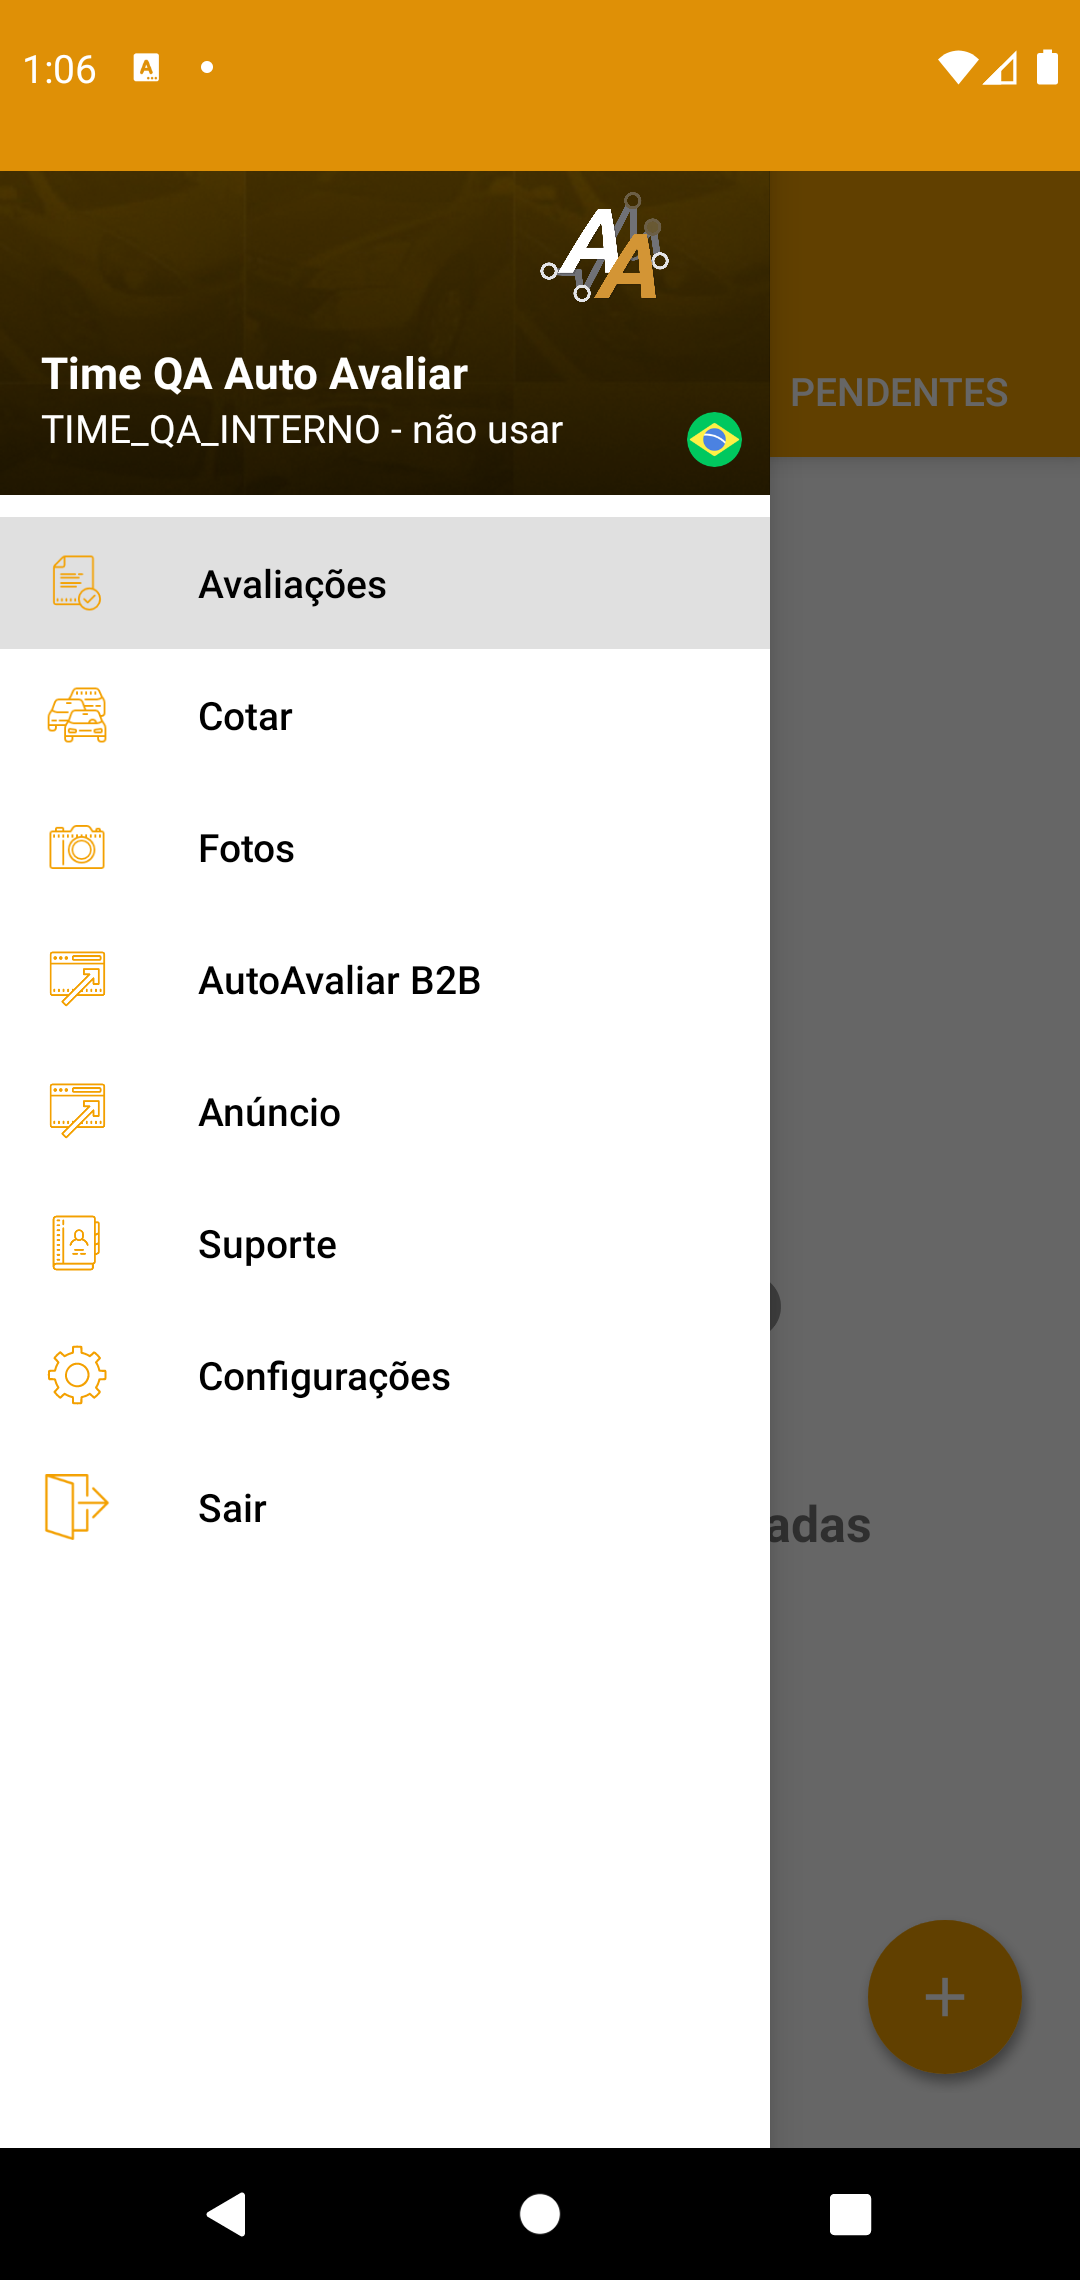 1:06
AA
Time QA Auto Avaliar
TIME_QA_INTERNO - não usar
PENDENTES
Avaliações
Cotar
Fotos
AutoAvaliar B2B
Anúncio
Suporte
Configurações
Sair
adas